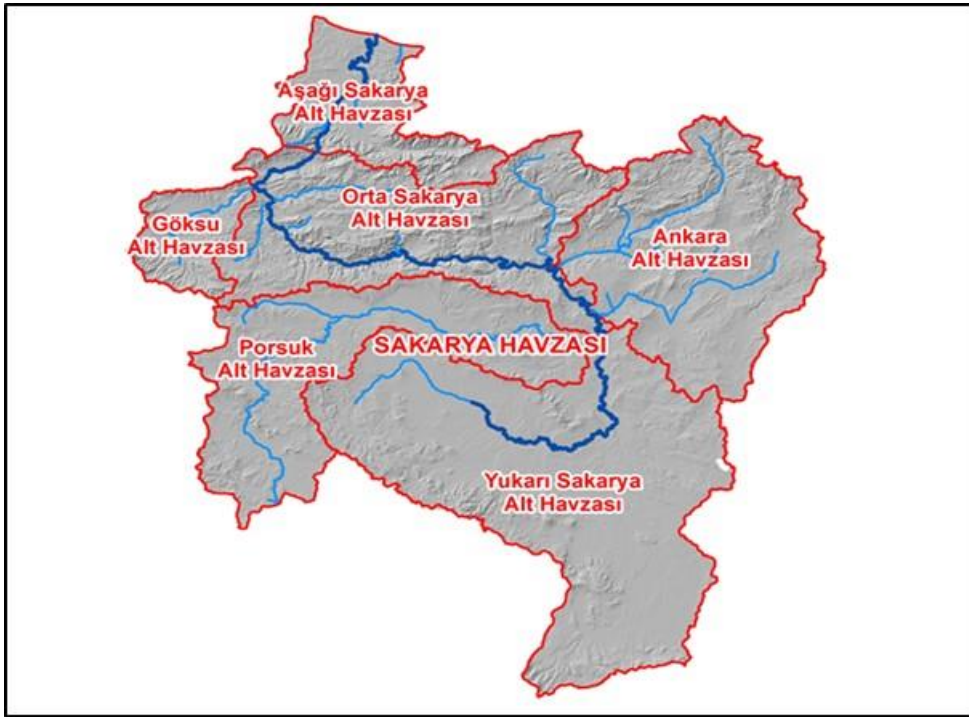 Aşağı Sakarya
Alt Havzası
Orta Sakarya
Alt Havzası
Göksu
Alt Havzası
Ankara
Alt Havzası
Porsuk
Alt Havzası
SAKARYA HAVZASI
Yukarı Sakarya
Alt Havzası